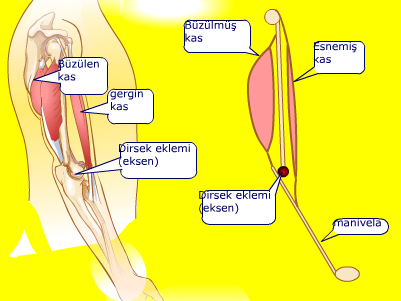 Büzülen
kas
gergin
kas
Dirsek eklemi
(eksen)
Büzülmüş
kas
Esnemiş
kas
Dirsek eklemi
(eksen)
manivela